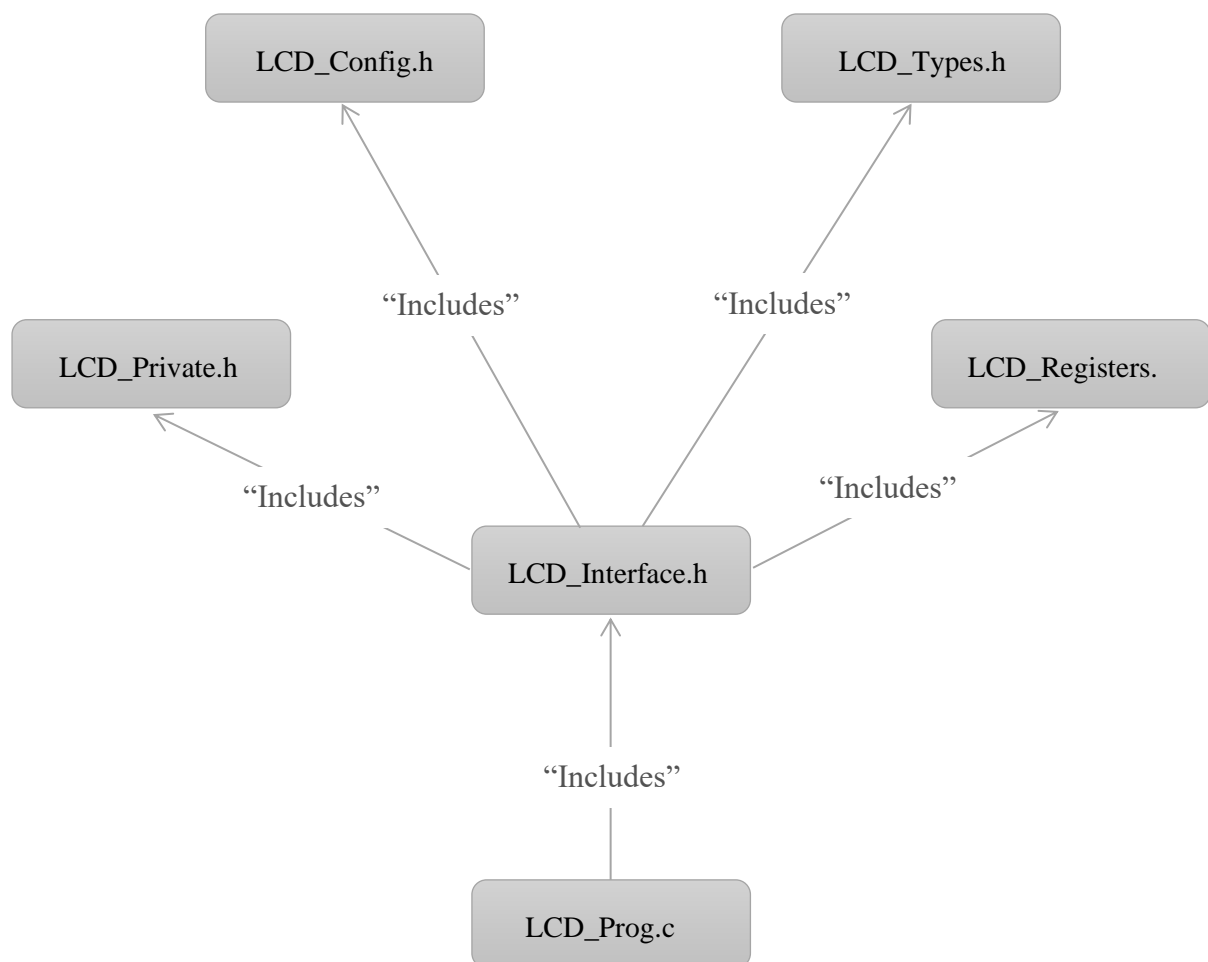 LCD_Config.h
LCD_Types.h
“Includes”
“Includes”
LCD_Private.h
LCD_Registers.
“Includes”
“Includes”
LCD_Interface.h
“Includes”
LCD_Prog.c